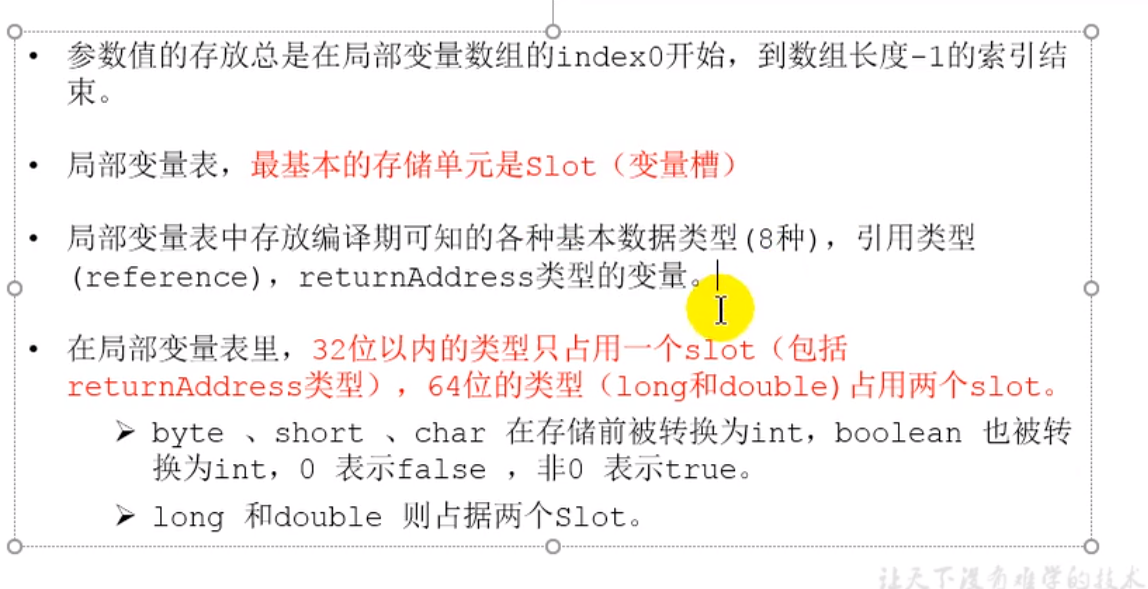 • 参数值的存放总是在局部变量数组的index0开始，到数组长度-1的索引结
束。
• 局部变量表，最基本的存储单元是Slot（变量槽）
• 局部变量表中存放编译期可知的各种基本数据类型(8种)，引用类型
(reference)，returnAddress类型的变量。
• 在局部变量表里，32位以内的类型只占用一个slot（包括
returnAddress类型），64位的类型（long和double)占用两个slot。
➢ byte 、short 、char 在存储前被转换为int，boolean 也被转
换为int，0 表示false ，非0 表示true。
➢ long 和double 则占据两个Slot。
让天下没有难学的技术